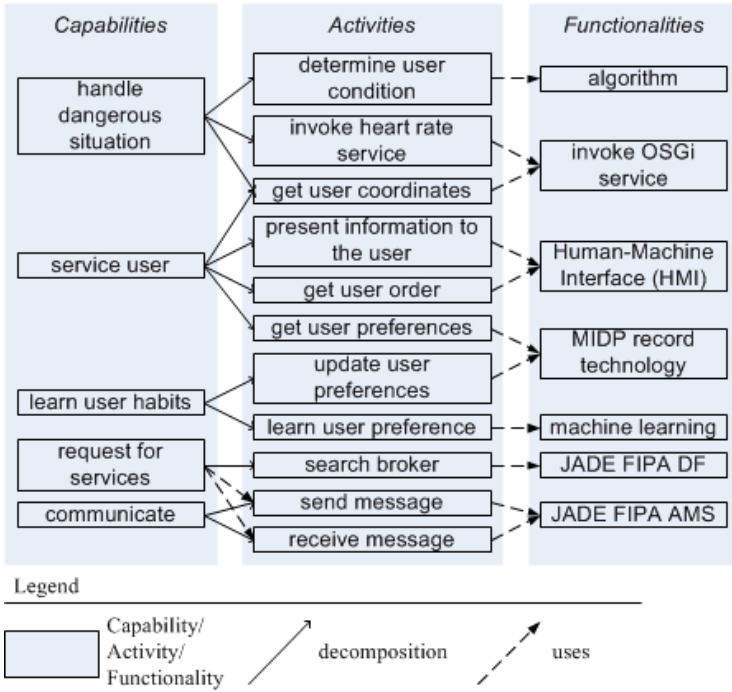 Capabilities
Activities
Functionalities
handle
dangerous
situation
service user
learn user habits
request for
services
communicate
determine user
condition
invoke heart rate
service
get user coordinates
present information to
the user
get user order
get user preferences
update user
preferences
learn user preference
search broker
send message
receive message
algorithm
invoke OSGi
service
Human-Machine
Interface (HMI)
MIDP record
technology
machine learning
JADE FIPA DF
JADE FIPA AMS
Legend
Capability/
Activity/
Functionality
decomposition
uses